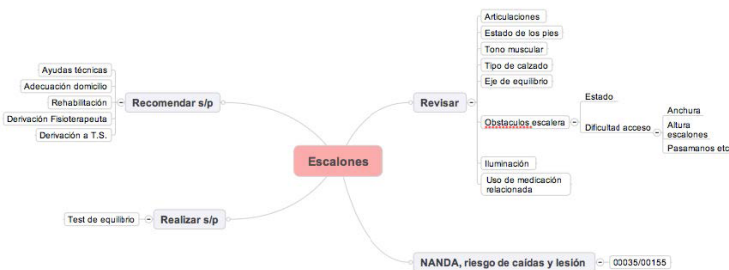 Escalones
Revisar
Articulaciones
Estado de los pies
Tono muscular
Tipo de calzado
Eje de equilibrio
Obstaculos escalera
Estado
Dificultad acceso
Anchura
Altura
escalones
Pasamanos etc
Iluminación
Uso de medicación
relacionada
NANDA, riesgo de caídas y lesión
00035/00155
Recomendar s/p
Ayudas técnicas
Adecuación domicilio
Rehabilitación
Derivación Fisioterapeuta
Derivación a T.S.
Realizar s/p
Test de equilibrio